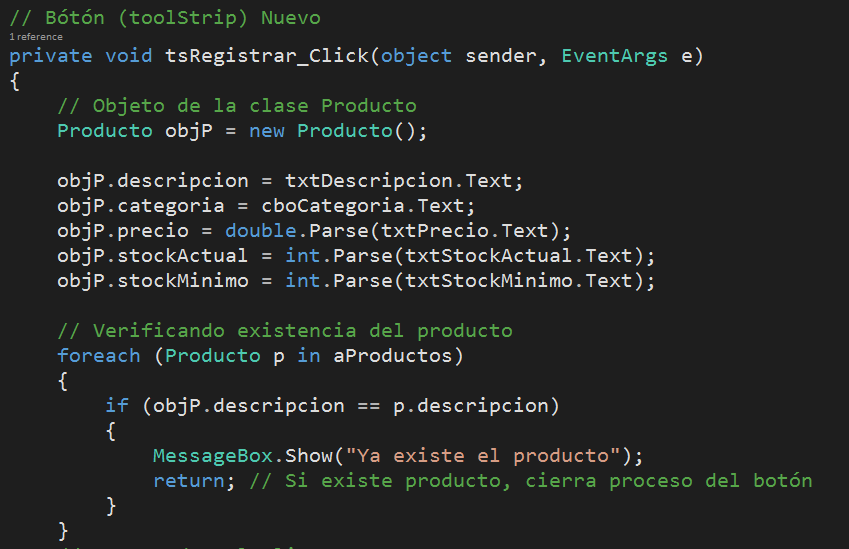 // Bótón (toolStrip) Nuevo
1 reference
private void tsRegistrar_Click(object sender, EventArgs e)
{
    // Objeto de la clase Producto
    Producto objP = new Producto();

    objP.descripcion = txtDescripcion.Text;
    objP.categoria = cboCategoria.Text;
    objP.precio = double.Parse(txtPrecio.Text);
    objP.stockActual = int.Parse(txtStockActual.Text);
    objP.stockMinimo = int.Parse(txtStockMinimo.Text);

    // Verificando existencia del producto
    foreach (Producto p in aProductos)
    {
        if (objP.descripcion == p.descripcion)
        {
            MessageBox.Show("Ya existe el producto");
            return; // Si existe producto, cierra proceso del botón
        }
    }